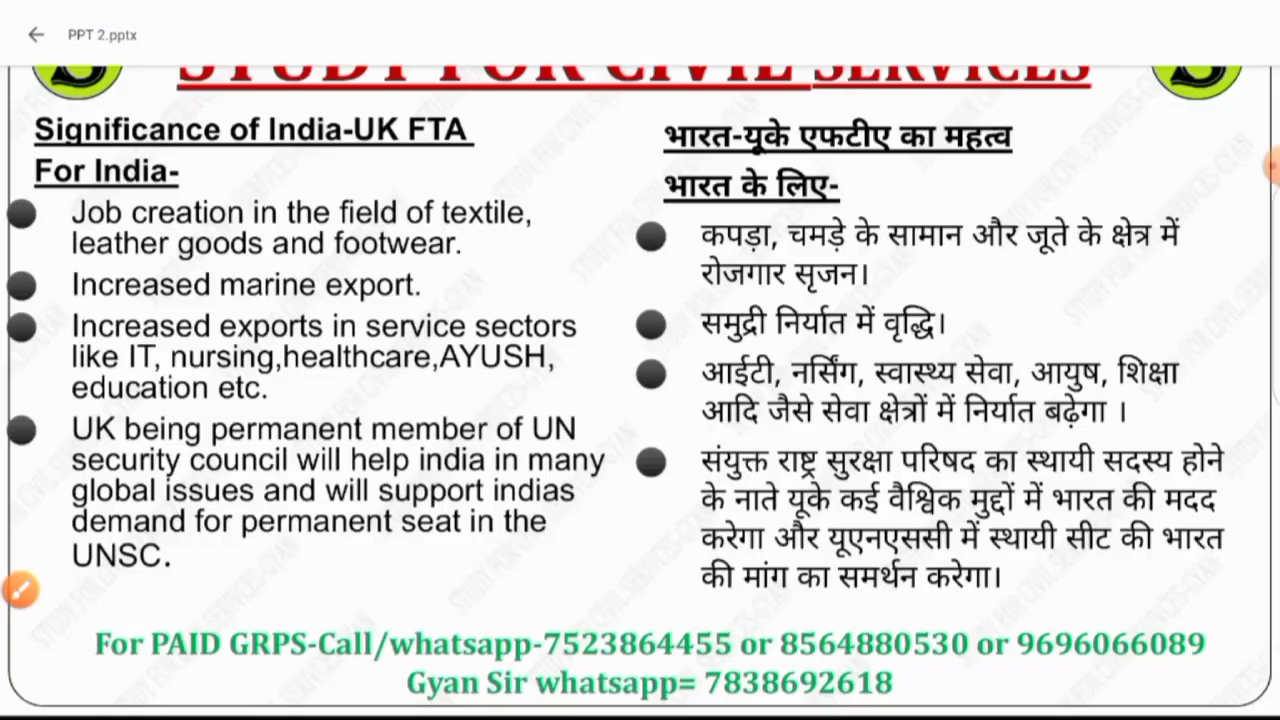 PPT 2.pptx
STUDY FOR CIVIL SERVICES
Significance of India-UK FTA
For India-
Job creation in the field of textile,
leather goods and footwear.
Increased marine export.
Increased exports in service sectors
like IT, nursing,healthcare,AYUSH,
education etc.
UK being permanent member of UN
security council will help india in many
global issues and will support indias
demand for permanent seat in the
UNSC.
भारत-यूके एफटीए का महत्व
भारत के लिए-
कपड़ा, चमड़े के सामान और जूते के क्षेत्र में
रोजगार सृजन।
समुद्री निर्यात में वृद्धि।
आईटी, नर्सिंग, स्वास्थ्य सेवा, आयुष, शिक्षा
आदि जैसे सेवा क्षेत्रों में निर्यात बढ़ेगा ।
संयुक्त राष्ट्र सुरक्षा परिषद का स्थायी सदस्य होने
के नाते यूके कई वैश्विक मुद्दों में भारत की मदद
करेगा और यूएनएससी में स्थायी सीट की भारत
की मांग का समर्थन करेगा।
For PAID GRPS-Call/whatsapp-7523864455 or 8564880530 or 9696066089
Gyan Sir whatsapp= 7838692618